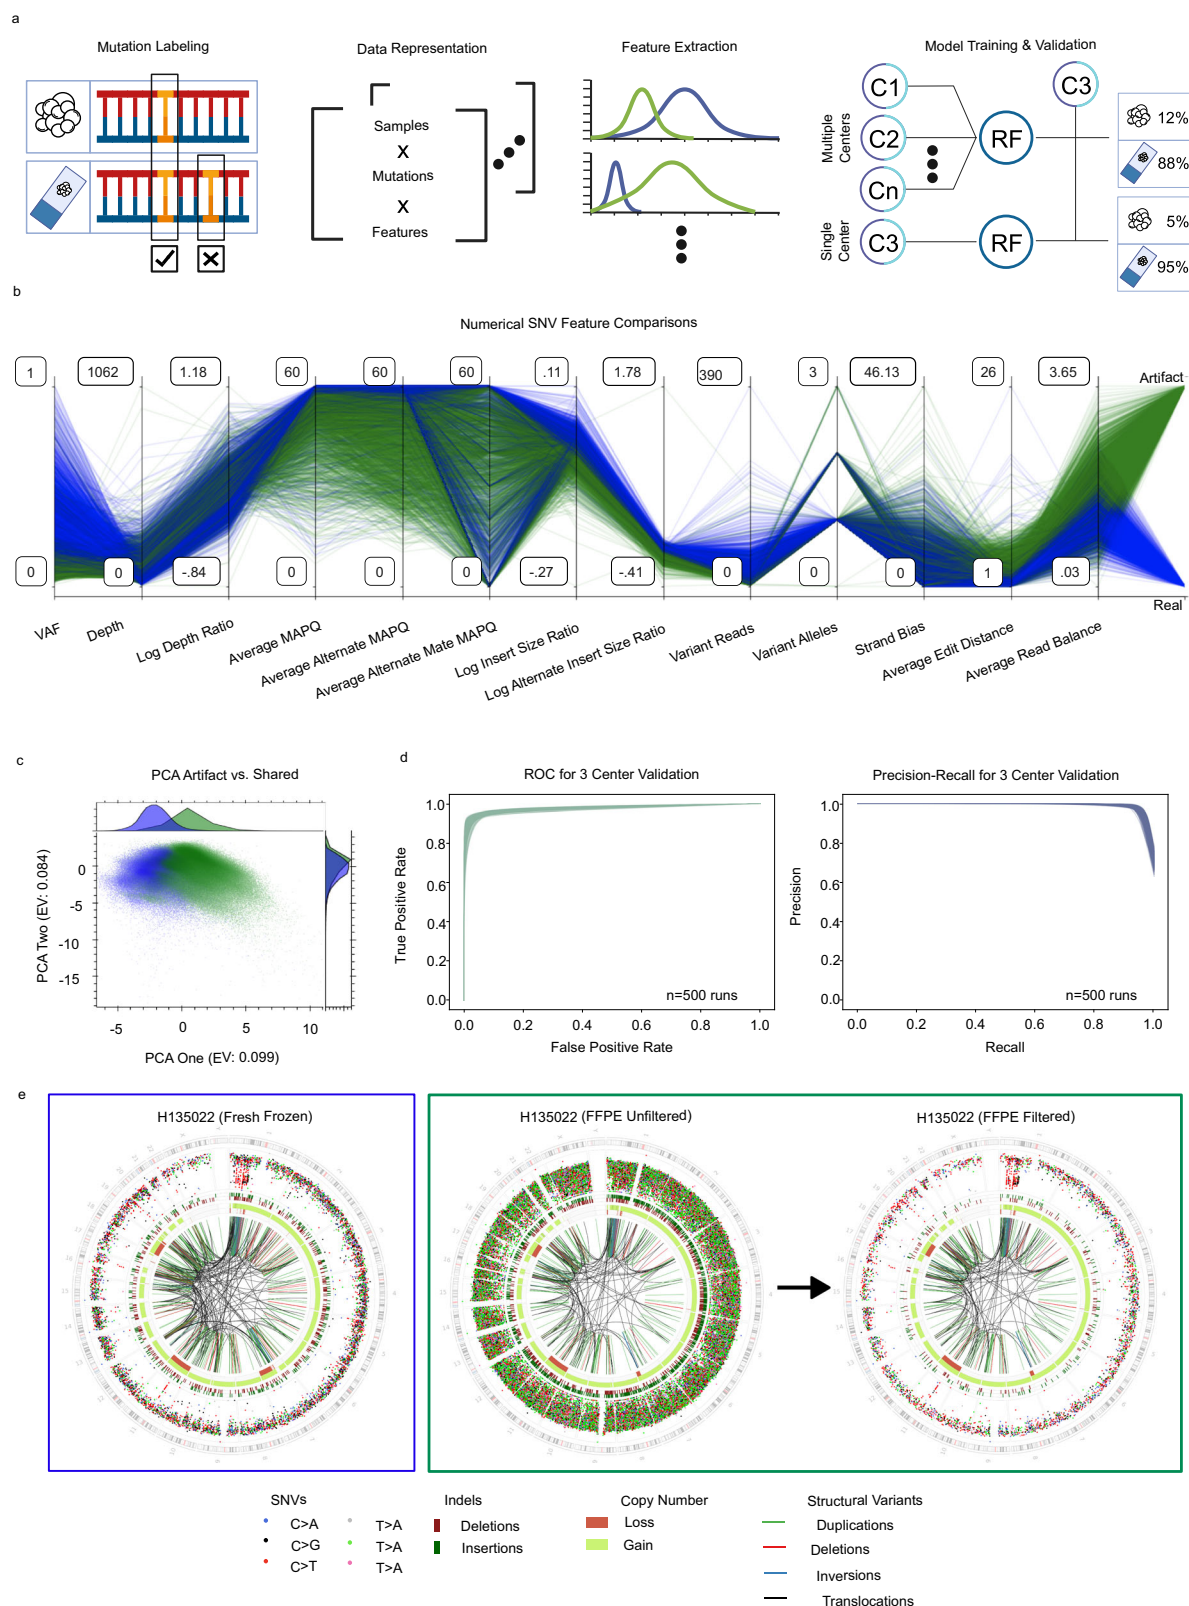 a
Mutation Labeling
Data Representation
Feature Extraction
Model Training & Validation
Samples
X
Mutations
X
Features
Multiple
Centers
Single
Center
C1
C2
Cn
C3
RF
RF
C3
12%
88%
5%
95%
b
Numerical SNV Feature Comparisons
1
1062
1.18
60
60
60
.11
1.78
390
3
46.13
26
3.65
Artifact
0
0
-.84
0
0
0
-.27
-.41
0
0
0
1
.03
Real
VAF
Depth
Log Depth Ratio
Average MAPQ
Average Alternate MAPQ
Average Alternate Mate MAPQ
Log Insert Size Ratio
Log Alternate Insert Size Ratio
Variant Reads
Variant Alleles
Strand Bias
Average Edit Distance
Average Read Balance
c
PCA Artifact vs. Shared
PCA Two (EV: 0.084)
0
-5
-10
-15
-5
0
5
10
PCA One (EV: 0.099)
d
ROC for 3 Center Validation
True Positive Rate
1.0
0.8
0.6
0.4
0.2
0.0
n=500 runs
0.0
0.2
0.4
0.6
0.8
1.0
False Positive Rate
Precision-Recall for 3 Center Validation
Precision
1.0
0.8
0.6
0.4
0.2
0.0
n=500 runs
0.0
0.2
0.4
0.6
0.8
1.0
Recall
e
H135022 (Fresh Frozen)
H135022 (FFPE Unfiltered)
H135022 (FFPE Filtered)
SNVs
C>A
C>G
C>T
T>A
T>A
T>A
Indels
Deletions
Insertions
Copy Number
Loss
Gain
Structural Variants
Duplications
Deletions
Inversions
Translocations